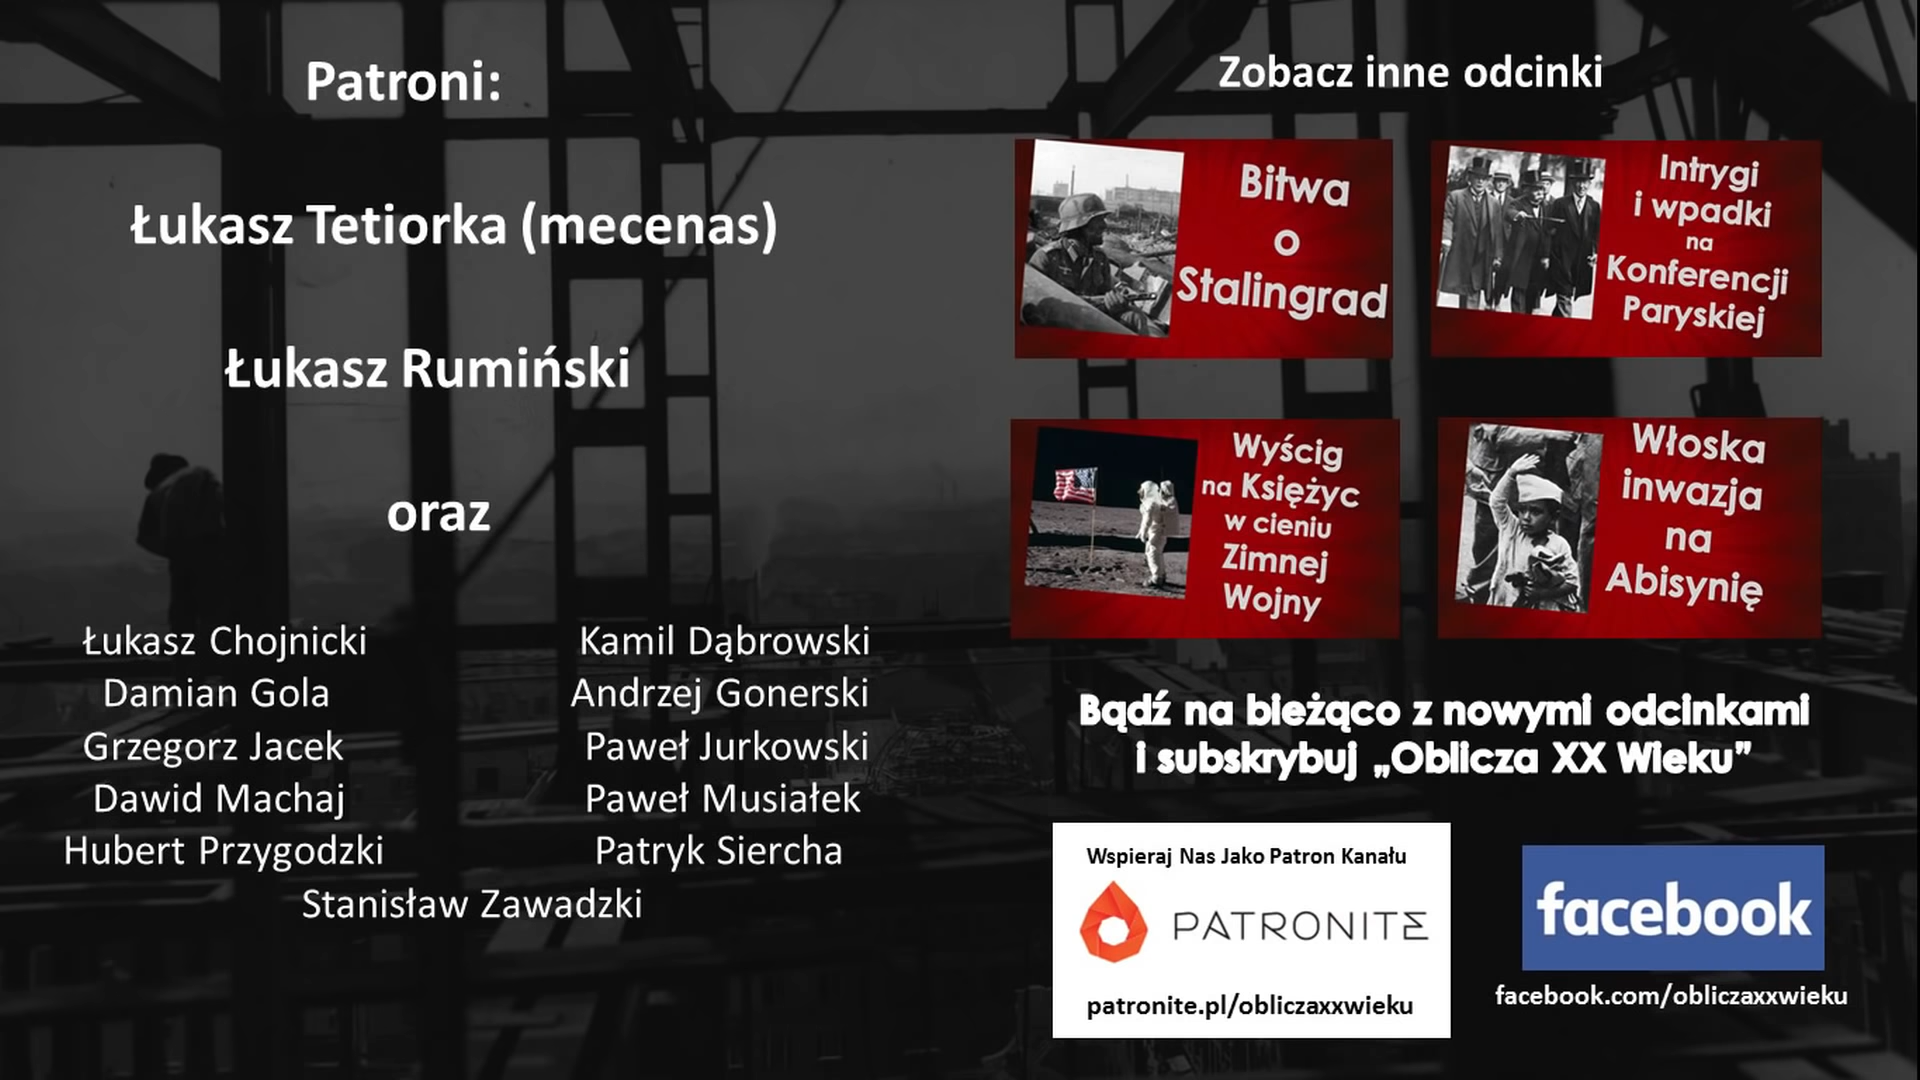 Patroni:
Łukasz Tetiorka (mecenas)
Łukasz Rumiński
oraz
Łukasz Chojnicki
Damian Gola
Grzegorz Jacek
Dawid Machaj
Hubert Przygodzki
Kamil Dąbrowski
Andrzej Gonerski
Paweł Jurkowski
Paweł Musiałek
Patryk Siercha
Stanisław Zawadzki
Zobacz inne odcinki
Bitwa
o
Stalingrad
Intrygi
i wpadki
na
Konferencji
Paryskiej
Wyścig
na Księżyc
w cieniu
Zimnej
Wojny
Włoska
inwazja
na
Abisynię
Bądź na bieżąco z nowymi odcinkami
i subskrybuj „Oblicza XX Wieku”
Wspieraj Nas Jako Patron Kanału
PATRONITE
patronite.pl/obliczaxxwieku
facebook
facebook.com/obliczaxxwieku